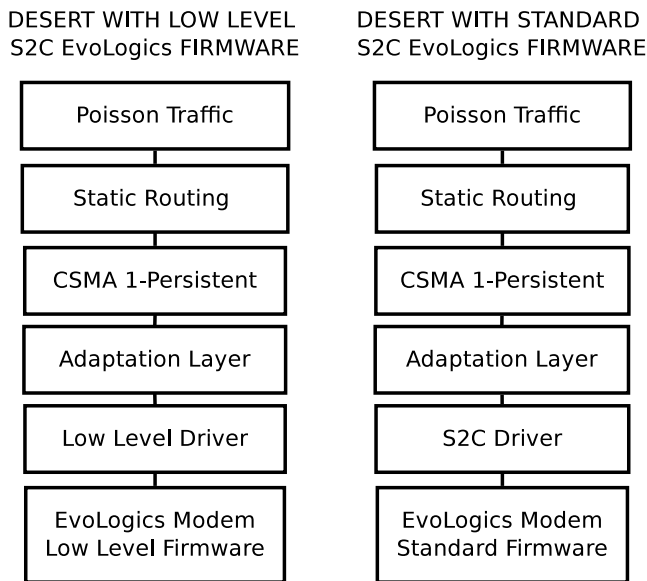 DESERT WITH LOW LEVEL
S2C EvoLogics FIRMWARE
Poisson Traffic
Static Routing
CSMA 1-Persistent
Adaptation Layer
Low Level Driver
EvoLogics Modem
Low Level Firmware
DESERT WITH STANDARD
S2C EvoLogics FIRMWARE
Poisson Traffic
Static Routing
CSMA 1-Persistent
Adaptation Layer
S2C Driver
EvoLogics Modem
Standard Firmware